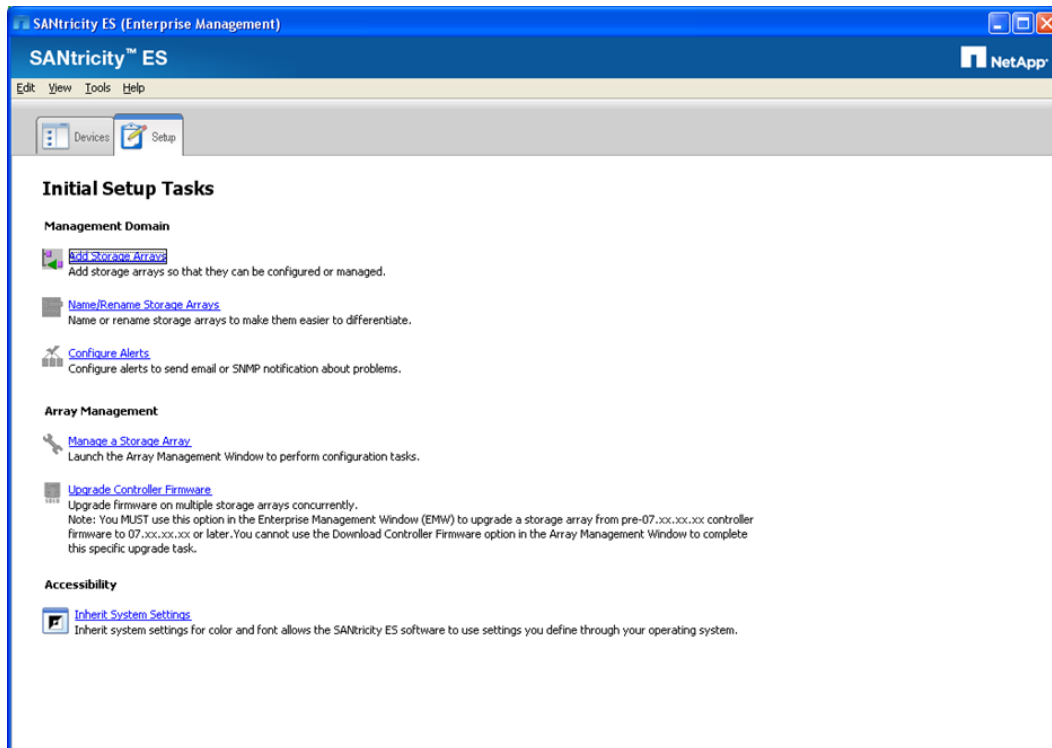 SANtricity ES (Enterprise Management)
SANtricity™ ES
NetApp
Edit View Tools Help
Devices Setup
Initial Setup Tasks
Management Domain
Add Storage Arrays
Add storage arrays so that they can be configured or managed.
Name/Rename Storage Arrays
Name or rename storage arrays to make them easier to differentiate.
Configure Alerts
Configure alerts to send email or SNMP notification about problems.
Array Management
Manage a Storage Array
Launch the Array Management Window to perform configuration tasks.
Upgrade Controller Firmware
Upgrade firmware on multiple storage arrays concurrently.
Note: You MUST use this option in the Enterprise Management Window (EMW) to upgrade a storage array from pre-07.xx.xx.xx controller
firmware to 07.xx.xx.xx or later.You cannot use the Download Controller Firmware option in the Array Management Window to complete
this specific upgrade task.
Accessibility
Inherit System Settings
Inherit system settings for color and font allows the SANtricity ES software to use settings you define through your operating system.